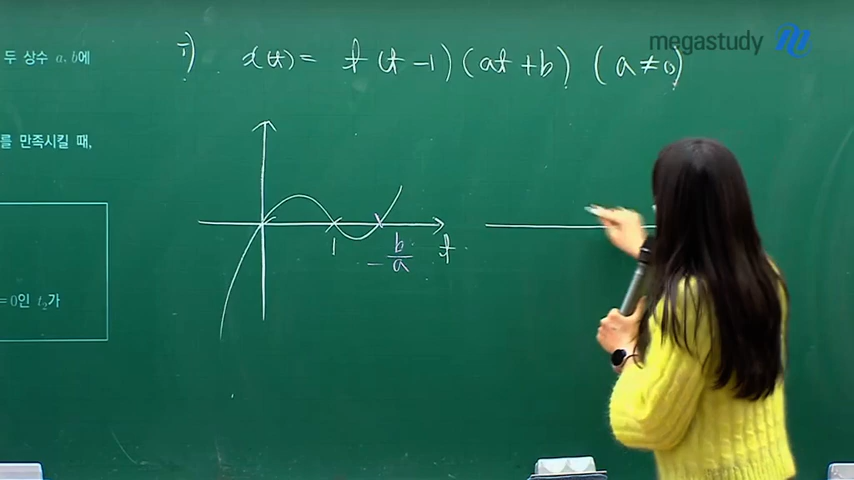 megastudy
두 상수 a, b에
를 만족시킬 때,
=0인 t₂가
i) x(t) = t(t-1)(at+b) (a≠0)
1
-b/a
t